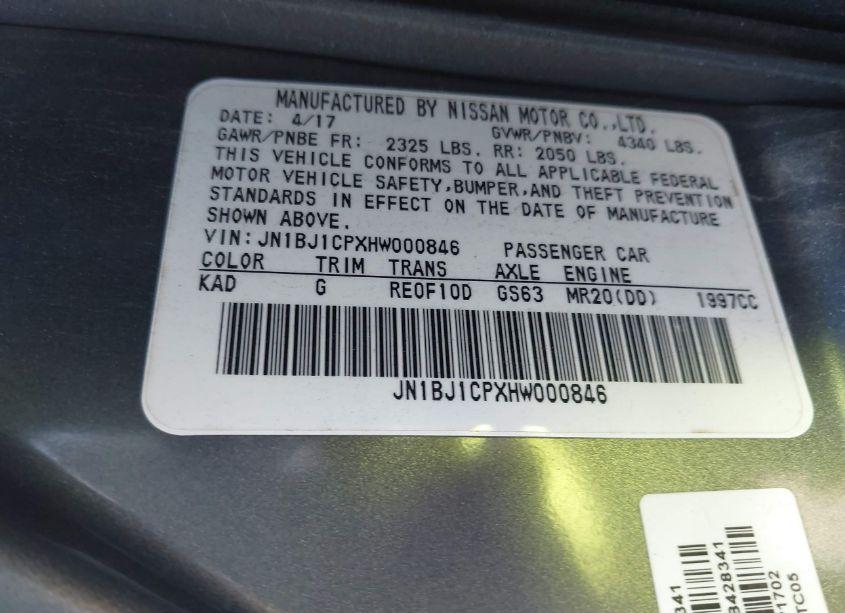 MANUFACTURED BY NISSAN MOTOR CO.,LTD.
DATE: 4/17 GVWR/PNBV: 4340 LBS.
GAWR/PNBE FR: 2325 LBS. RR: 2050 LBS.
THIS VEHICLE CONFORMS TO ALL APPLICABLE FEDERAL
MOTOR VEHICLE SAFETY,BUMPER,AND THEFT PREVENTION
STANDARDS IN EFFECT ON THE DATE OF MANUFACTURE
SHOWN ABOVE.
VIN:JN1BJ1CPXHW000846 PASSENGER CAR
COLOR TRIM TRANS AXLE ENGINE
KAD G RE0F10D GS63 MR20(DD) 1997CC
JN1BJ1CPXHW000846